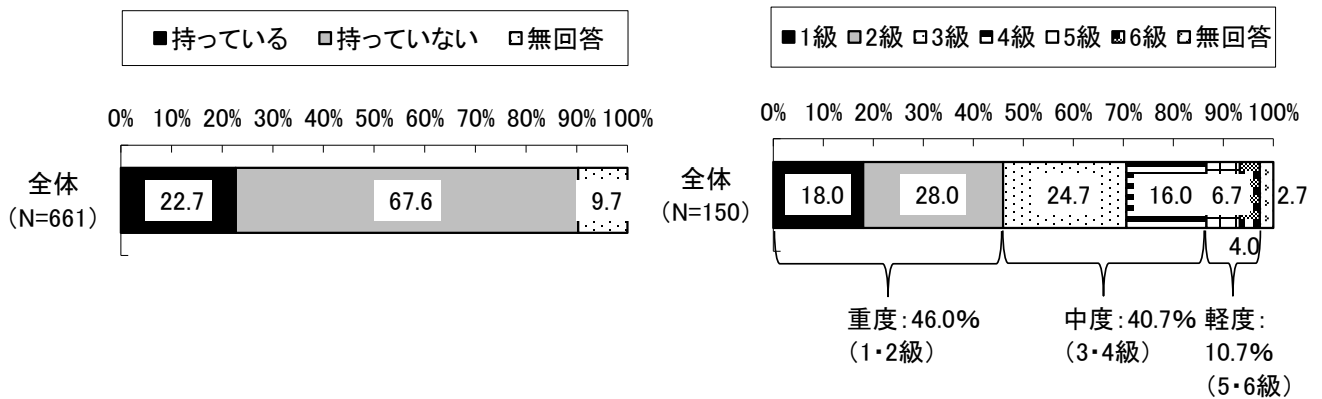 ■持っている ■持っていない □無回答
0% 10% 20% 30% 40% 50% 60% 70% 80% 90% 100%
全体
(N=661)
22.7 67.6 9.7
■1級 ■2級 □3級 ■4級 □5級 ■6級 □無回答
0% 10% 20% 30% 40% 50% 60% 70% 80% 90% 100%
全体
(N=150)
18.0 28.0 24.7 16.0 6.7 2.7
4.0
重度:46.0%
(1・2級)
中度:40.7%
(3・4級)
軽度:
10.7%
(5・6級)